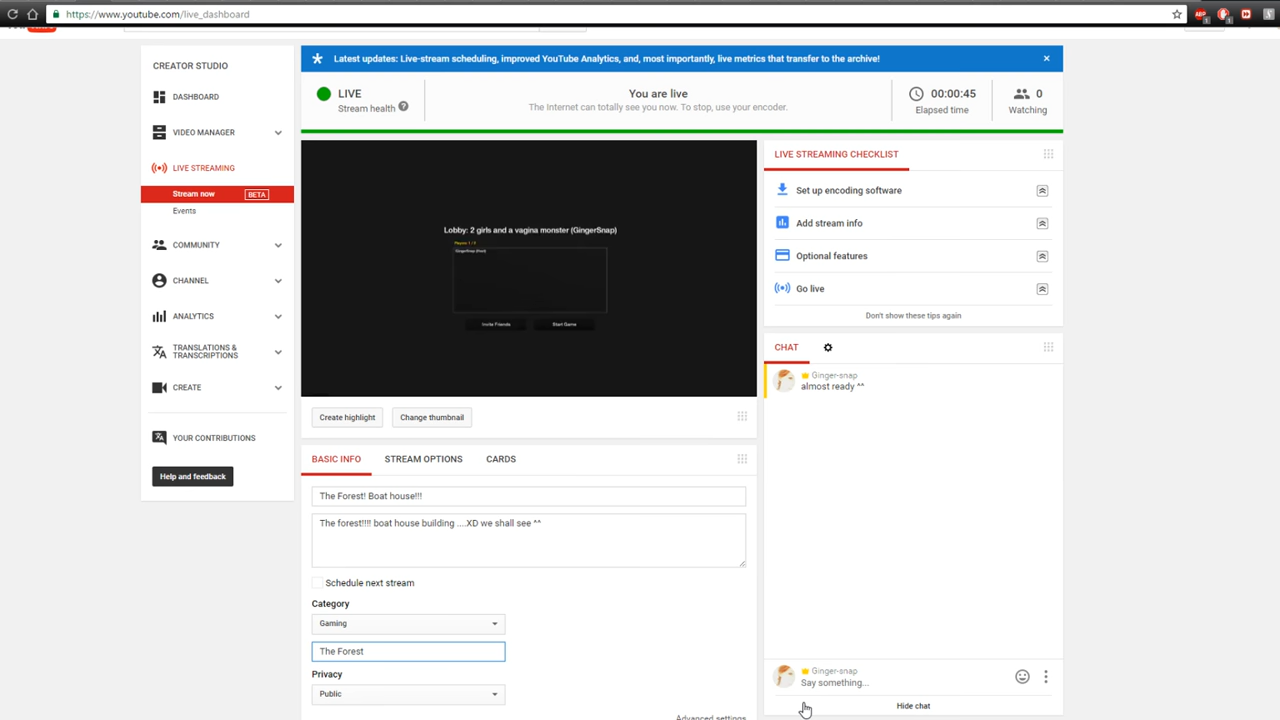 https://www.youtube.com/live_dashboard
CREATOR STUDIO
DASHBOARD
VIDEO MANAGER
LIVE STREAMING
Stream now BETA
Events
COMMUNITY
CHANNEL
ANALYTICS
TRANSLATIONS &
TRANSCRIPTIONS
CREATE
YOUR CONTRIBUTIONS
Help and feedback
Latest updates: Live-stream scheduling, improved YouTube Analytics, and, most importantly, live metrics that transfer to the archive!
LIVE
Stream health ?
You are live
The Internet can totally see you now. To stop, use your encoder.
00:00:45
Elapsed time
0
Watching
Lobby: 2 girls and a vagina monster (GingerSnap)
Players: 1 / 8
GingerSnap (Host)
Invite Friends Start Game
Create highlight Change thumbnail
BASIC INFO STREAM OPTIONS CARDS
The Forest! Boat house!!!
The forest!!!! boat house building ....XD we shall see ^^
Schedule next stream
Category
Gaming
The Forest
Privacy
Public
Advanced settings
LIVE STREAMING CHECKLIST
Set up encoding software
Add stream info
Optional features
Go live
Don't show these tips again
CHAT
Ginger-snap
almost ready ^^
Ginger-snap
Say something...
Hide chat